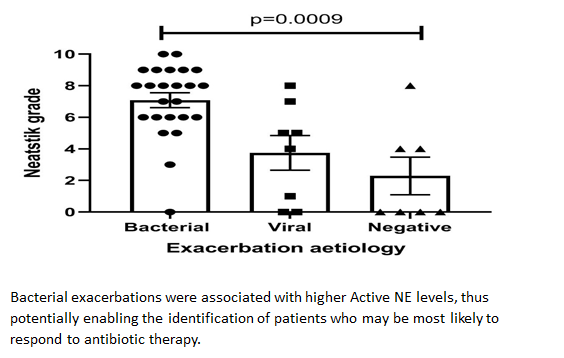 p=0.0009
10
8
6
4
2
0
Neatstik grade
Bacterial Viral Negative
Exacerbation aetiology
Bacterial exacerbations were associated with higher Active NE levels, thus
potentially enabling the identification of patients who may be most likely to
respond to antibiotic therapy.